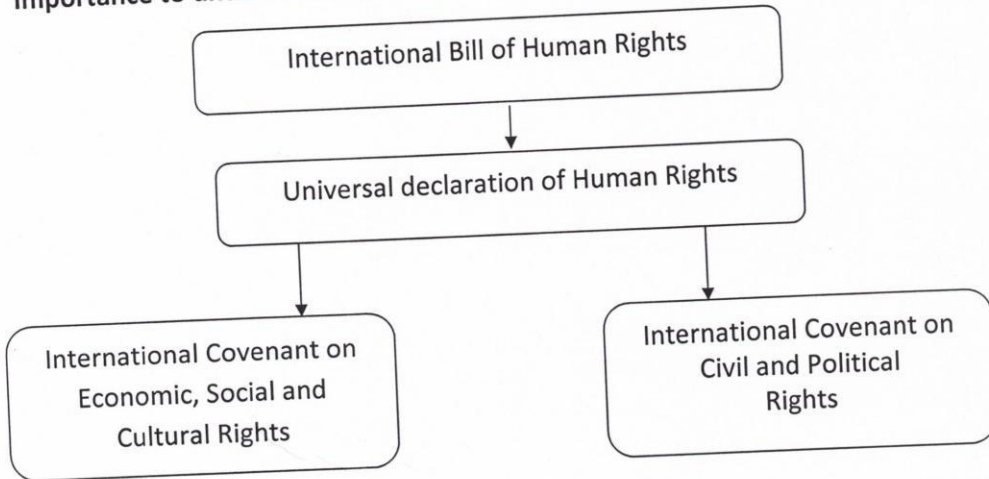 Importance to
International Bill of Human Rights
Universal declaration of Human Rights
International Covenant on
Economic, Social and
Cultural Rights
International Covenant on
Civil and Political
Rights